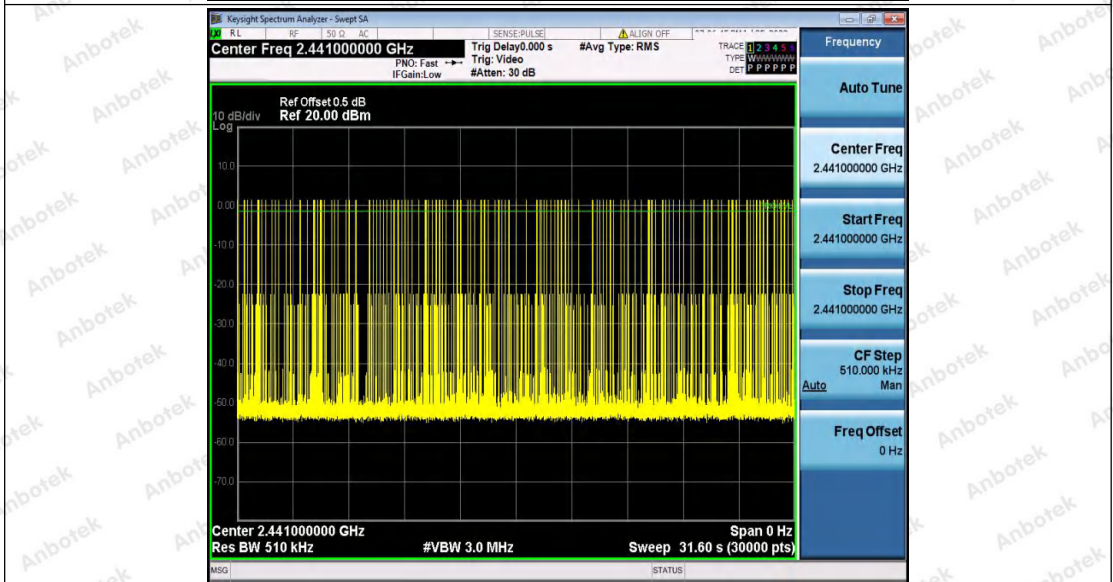 Keysight Spectrum Analyzer - Swept SA
RL RF 50 Ω AC SENSE:PULSE ALIGN OFF
Center Freq 2.441000000 GHz
PNO: Fast
IFGain:Low
Trig Delay0.000 s
Trig: Video
#Atten: 30 dB
#Avg Type: RMS
TRACE 1 2 3 4 5 6
TYPE W
DET P P P P P P
Frequency
Auto Tune
Center Freq
2.441000000 GHz
Start Freq
2.441000000 GHz
Stop Freq
2.441000000 GHz
CF Step
510.000 kHz
Auto Man
Freq Offset
0 Hz
Ref Offset 0.5 dB
10 dB/div Ref 20.00 dBm
Log
10.0
0.00
-10.0
-20.0
-30.0
-40.0
-50.0
-60.0
-70.0
Center 2.441000000 GHz Span 0 Hz
Res BW 510 kHz #VBW 3.0 MHz Sweep 31.60 s (30000 pts)
MSG STATUS
Anbotek